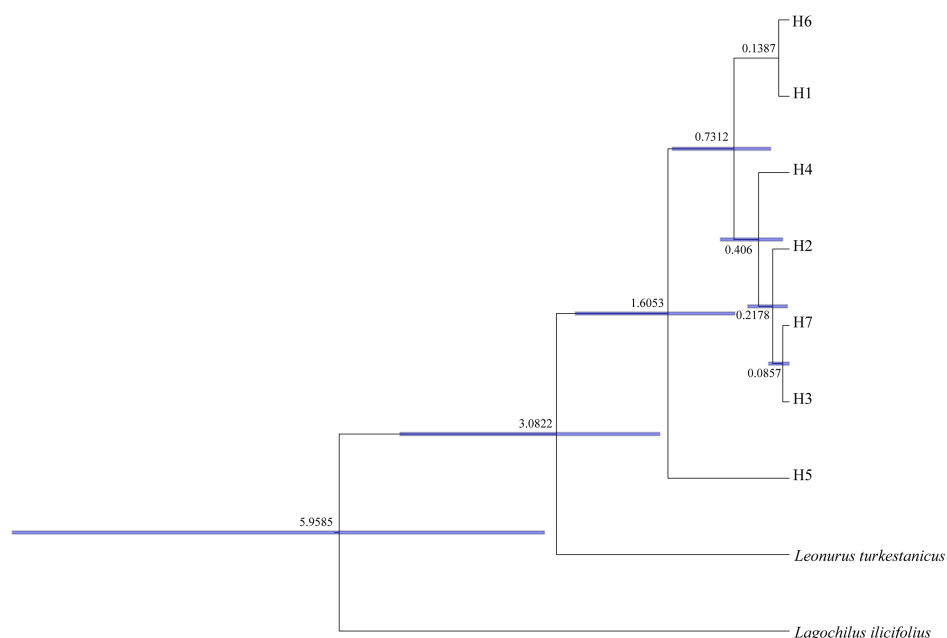 H6
0.1387
H1
0.7312
H4
H2
0.406
1.6053
0.2178
H7
0.0857
H3
3.0822
H5
5.9585
Leonurus turkestanicus
Lagochilus ilicifolius